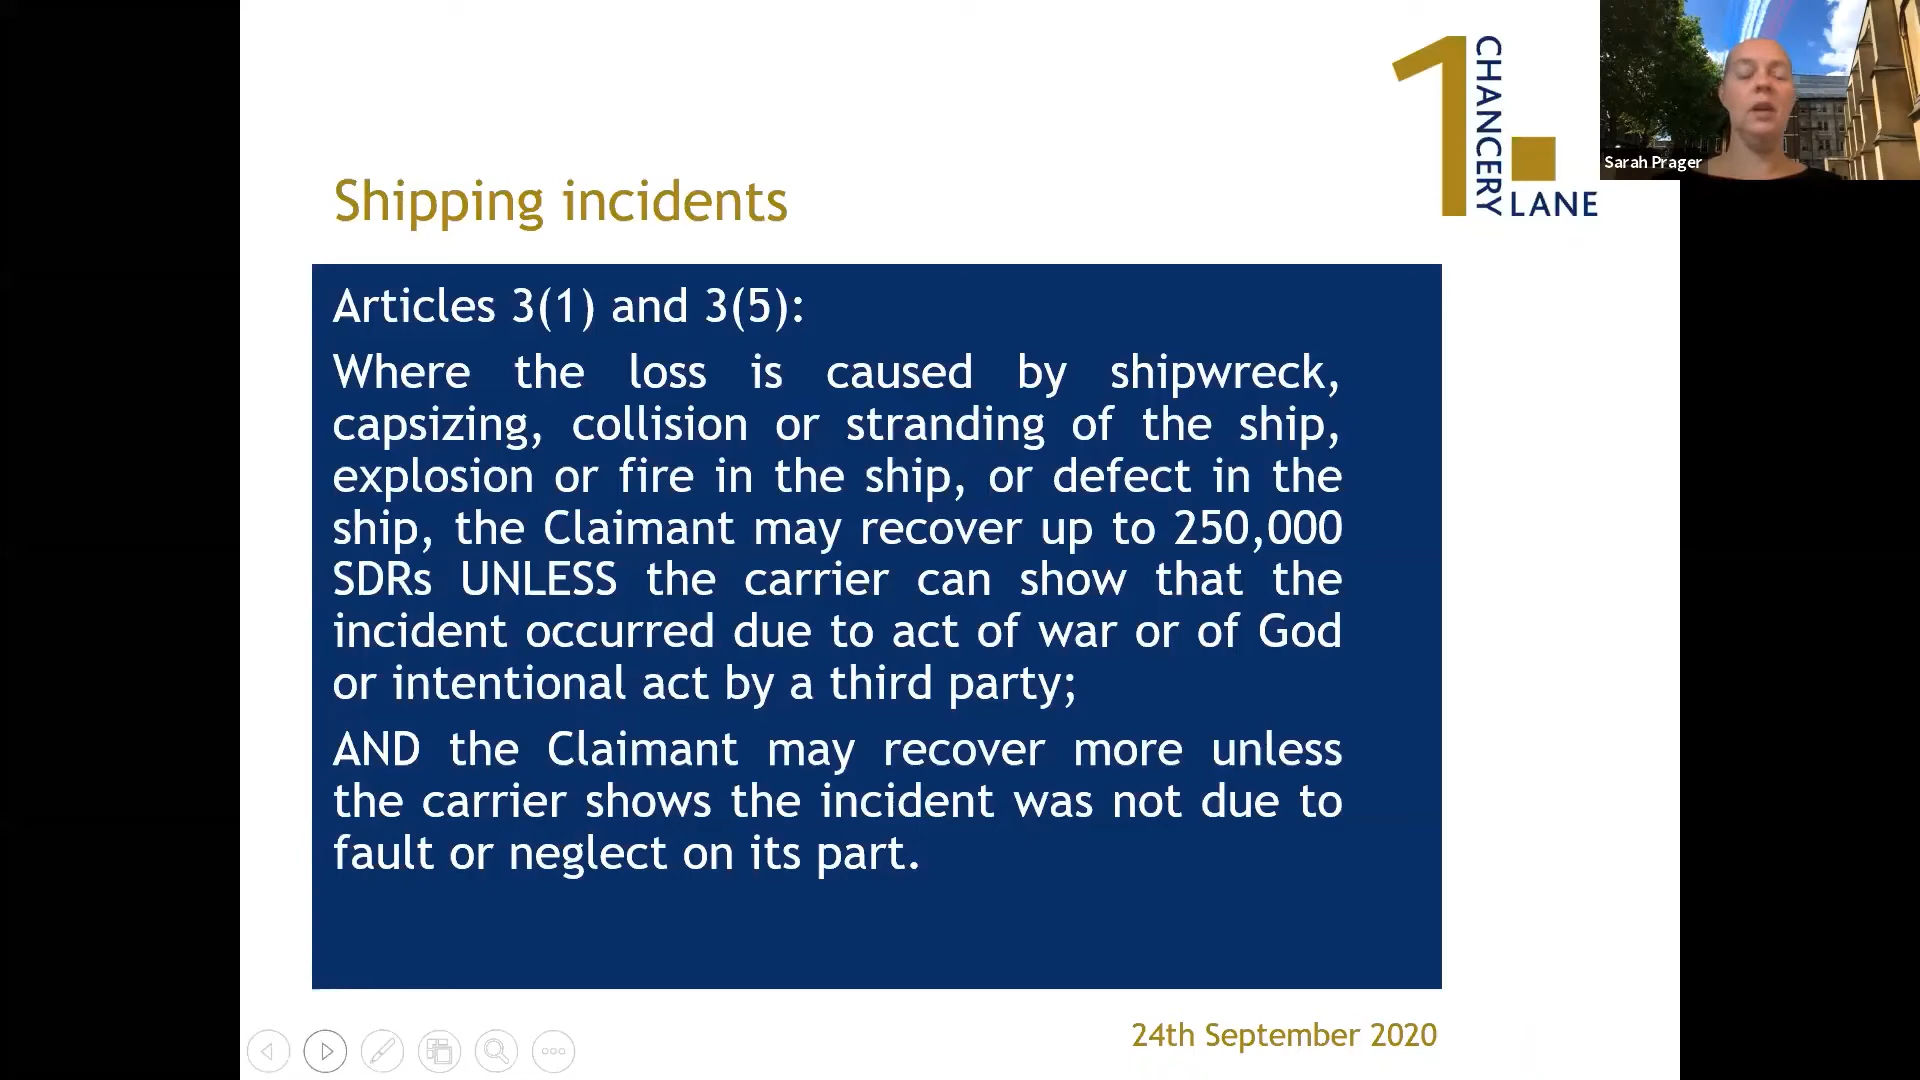 1 CHANCERY LANE
Sarah Prager
Shipping incidents
Articles 3(1) and 3(5):
Where the loss is caused by shipwreck,
capsizing, collision or stranding of the ship,
explosion or fire in the ship, or defect in the
ship, the Claimant may recover up to 250,000
SDRs UNLESS the carrier can show that the
incident occurred due to act of war or of God
or intentional act by a third party;
AND the Claimant may recover more unless
the carrier shows the incident was not due to
fault or neglect on its part.
24th September 2020